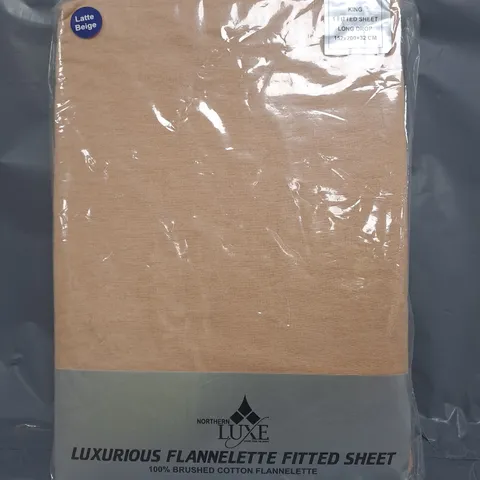 Latte
Beige
KING
FITTED SHEET
LONG DROP
NORTHERN
LUXE
LUXURIOUS FLANNELETTE FITTED SHEET
100% BRUSHED COTTON FLANNELETTE